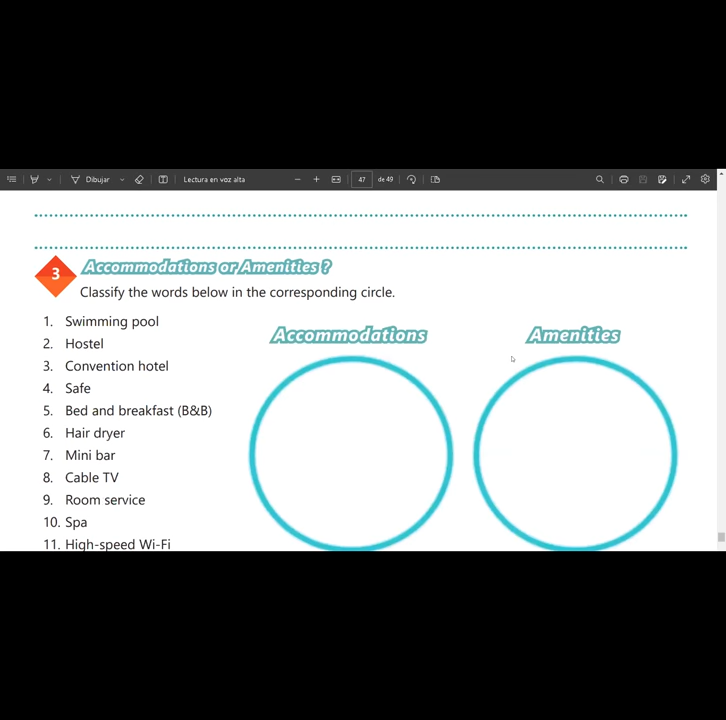 Dibujar
Lectura en voz alta
47
de 49
3
Accommodations or Amenities ?
Classify the words below in the corresponding circle.
1. Swimming pool
2. Hostel
3. Convention hotel
4. Safe
5. Bed and breakfast (B&B)
6. Hair dryer
7. Mini bar
8. Cable TV
9. Room service
10. Spa
11. High-speed Wi-Fi
Accommodations
Amenities